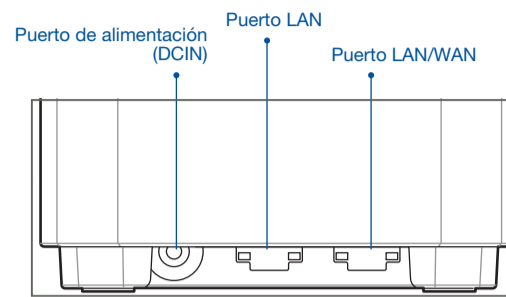 Puerto de alimentación
(DCIN)
Puerto LAN
Puerto LAN/WAN